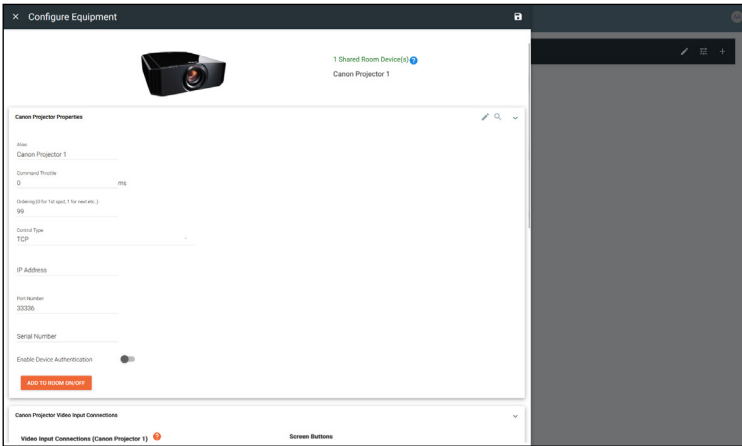 Configure Equipment
1 Shared Room Device(s)
Canon Projector 1
Canon Projector Properties
Alias
Canon Projector 1
Command Throttle
0 ms
Ordering (0 for 1st spot, 1 for next etc..)
99
Control Type
TCP
IP Address
Port Number
33336
Serial Number
Enable Device Authentication
ADD TO ROOM ON/OFF
Canon Projector Video Input Connections
Video Input Connections (Canon Projector 1)
Screen Buttons